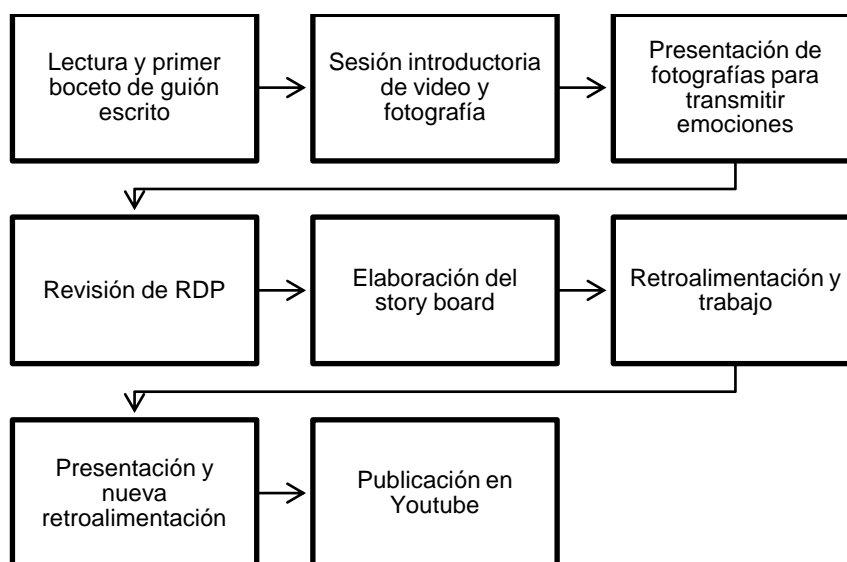 Lectura y primer
boceto de guión
escrito
Sesión introductoria
de video y
fotografía
Presentación de
fotografías para
transmitir
emociones
Revisión de RDP
Elaboración del
story board
Retroalimentación y
trabajo
Presentación y
nueva
retroalimentación
Publicación en
Youtube